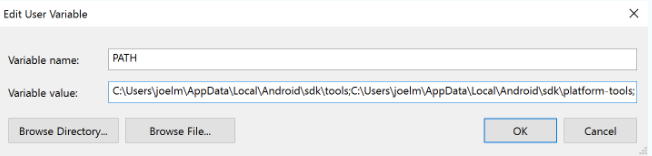 Edit User Variable
Variable name: PATH
Variable value: C:\Users\joelm\AppData\Local\Android\sdk\tools;C:\Users\joelm\AppData\Local\Android\sdk\platform-tools;
Browse Directory... Browse File... OK Cancel